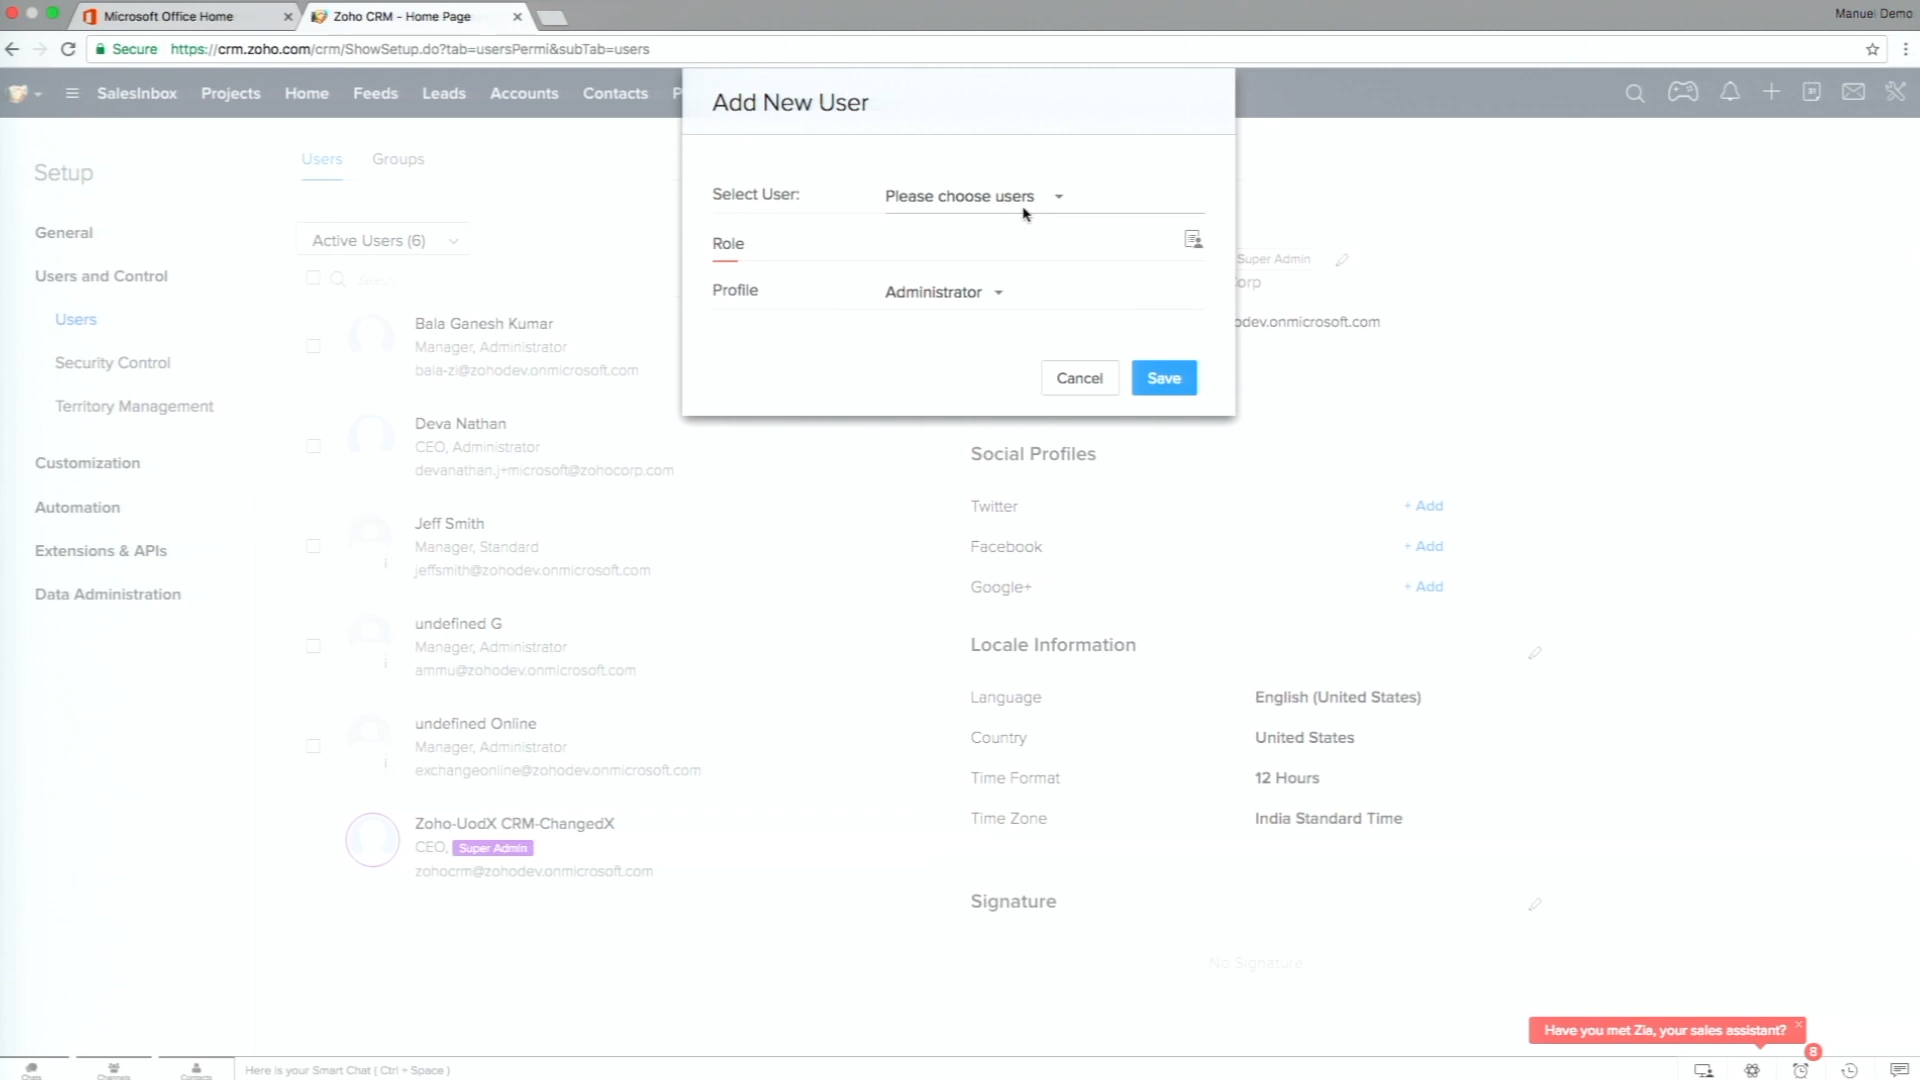 Microsoft Office Home
Zoho CRM - Home Page
Manuel Demo
Secure
https://crm.zoho.com/crm/ShowSetup.do?tab=usersPermi&subTab=users
SalesInbox
Projects
Home
Feeds
Leads
Accounts
Contacts
P
Add New User
Select User:
Please choose users
Role
Profile
Administrator
Cancel
Save
Setup
General
Users and Control
Users
Security Control
Territory Management
Customization
Automation
Extensions & APIs
Data Administration
Users
Groups
Active Users (6)
Bala Ganesh Kumar
Manager, Administrator
bala-zi@zohodev.onmicrosoft.com
Deva Nathan
CEO, Administrator
devanathan.j+microsoft@zohocorp.com
Jeff Smith
Manager, Standard
jeffsmith@zohodev.onmicrosoft.com
undefined G
Manager, Administrator
ammu@zohodev.onmicrosoft.com
undefined Online
Manager, Administrator
exchangeonline@zohodev.onmicrosoft.com
Zoho-UodX CRM-ChangedX
CEO, Super Admin
zohocrm@zohodev.onmicrosoft.com
Super Admin
orp
odev.onmicrosoft.com
Social Profiles
Twitter
+ Add
Facebook
+ Add
Google+
+ Add
Locale Information
Language
English (United States)
Country
United States
Time Format
12 Hours
Time Zone
India Standard Time
Signature
No Signature
Have you met Zia, your sales assistant?
8
Chats
Channels
Contacts
Here is your Smart Chat ( Ctrl + Space )